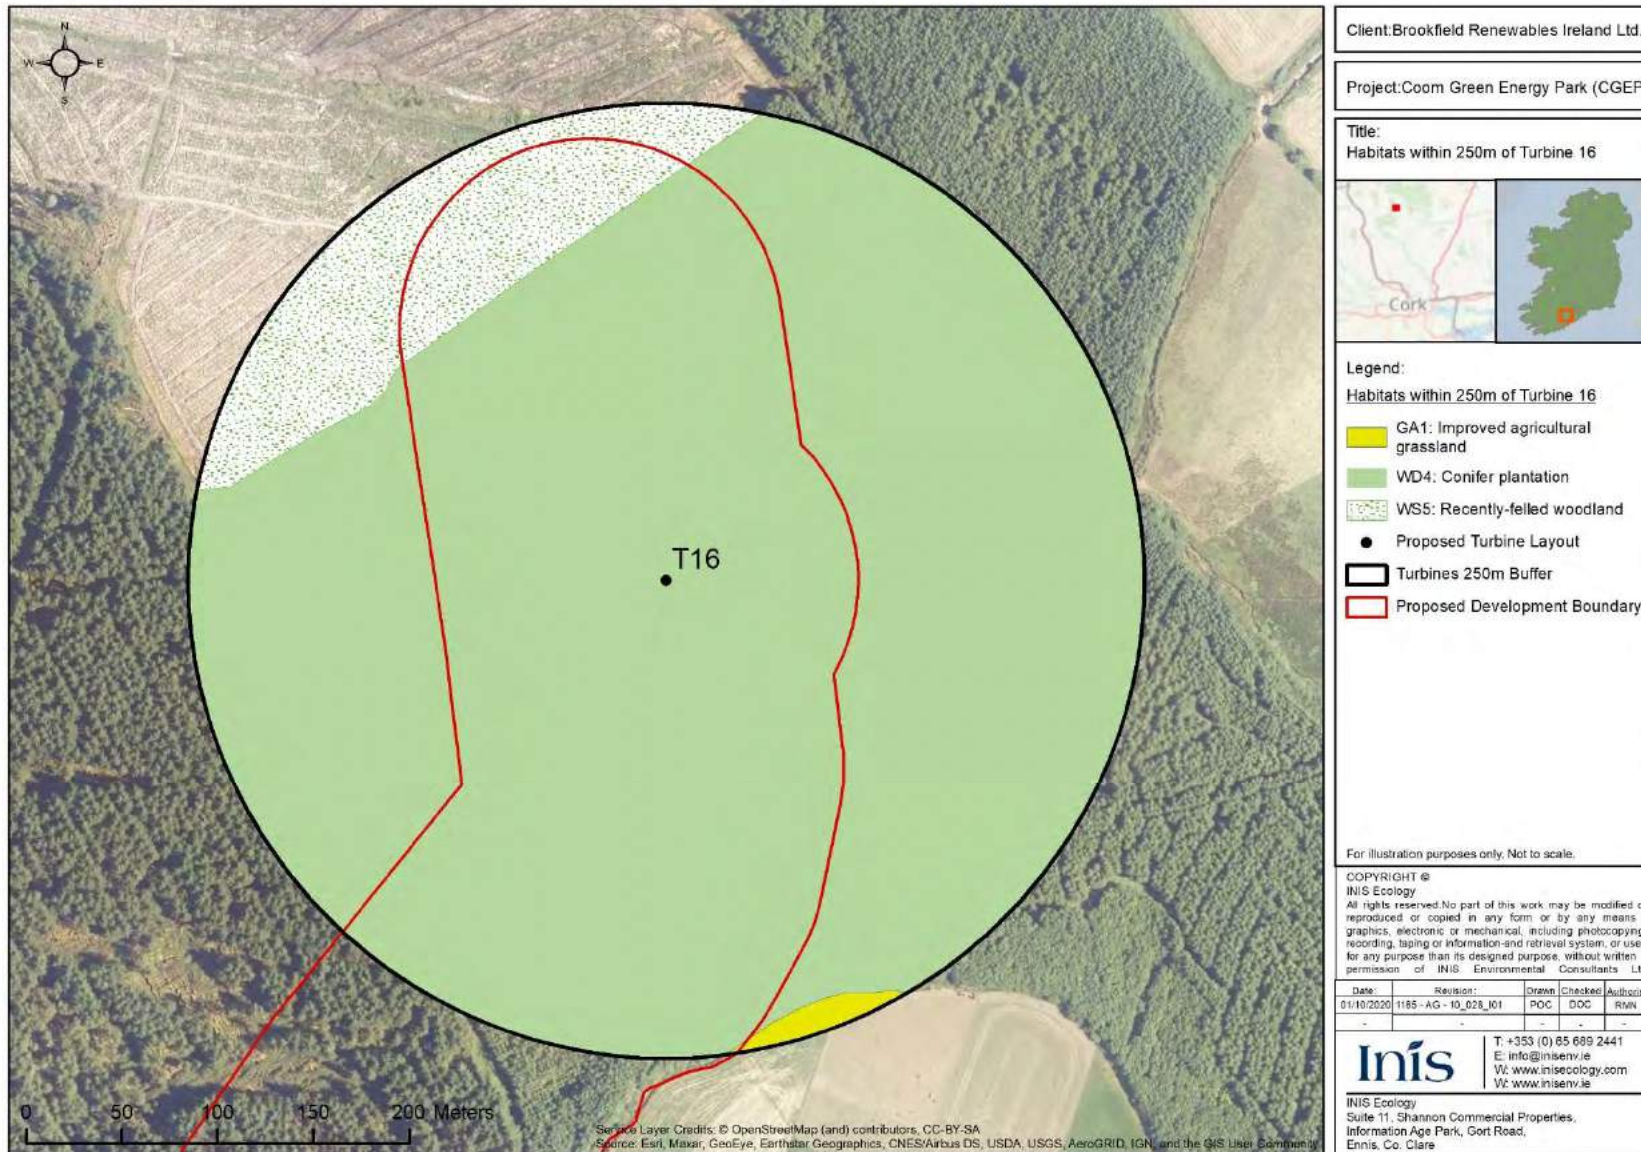 N
W
E
S
T16
0 50 100 150 200 Meters
Service Layer Credits: © OpenStreetMap (and) contributors, CC-BY-SA
Source: Esri, Maxar, GeoEye, Earthstar Geographics, CNES/Airbus DS, USDA, USGS, AeroGRID, IGN, and the GIS User Community
Client:Brookfield Renewables Ireland Ltd.
Project:Coom Green Energy Park (CGEP
Title:
Habitats within 250m of Turbine 16
Cork
Legend:
Habitats within 250m of Turbine 16
GA1: Improved agricultural
grassland
WD4: Conifer plantation
WS5: Recently-felled woodland
Proposed Turbine Layout
Turbines 250m Buffer
Proposed Development Boundary
For illustration purposes only, Not to scale.
COPYRIGHT ©
INIS Ecology
All rights reserved.No part of this work may be modified o
reproduced or copied in any form or by any means
graphics, electronic or mechanical, including photocopying
recording, taping or information-and retrieval system, or use
for any purpose than its designed purpose, without written
permission of INIS Environmental Consultants Lt
Date: Revision: Drawn Checked Authoris
01/10/2020 1185 - AG - 10_028_I01 POC DOC RMN
- - - - -
Inis
T: +353 (0) 65 689 2441
E: info@inisenv.ie
W: www.inisecology.com
W: www.inisenv.ie
INIS Ecology
Suite 11, Shannon Commercial Properties,
Information Age Park, Gort Road,
Ennis, Co. Clare